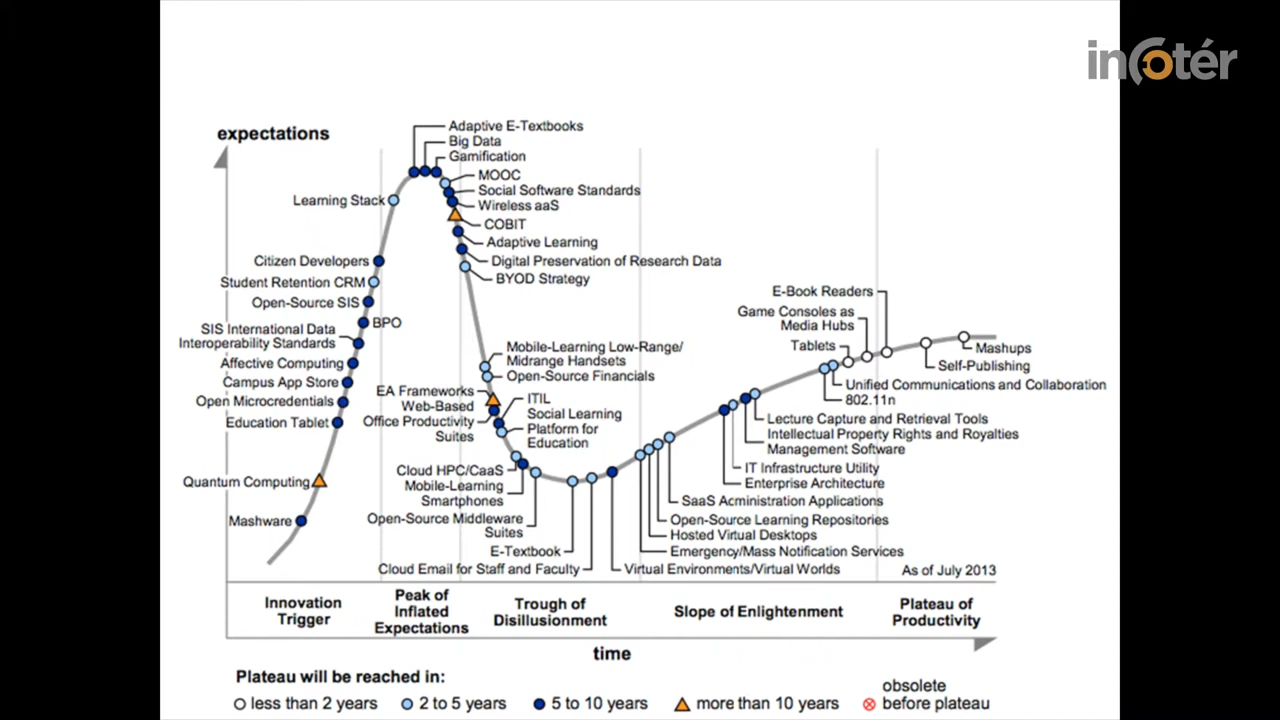 inCotér
expectations
Adaptive E-Textbooks
Big Data
Gamification
MOOC
Social Software Standards
Wireless aaS
COBIT
Adaptive Learning
Digital Preservation of Research Data
BYOD Strategy
Learning Stack
Citizen Developers
Student Retention CRM
Open-Source SIS
BPO
SIS International Data
Interoperability Standards
Affective Computing
Campus App Store
Open Microcredentials
Education Tablet
Quantum Computing
Mashware
Mobile-Learning Low-Range/
Midrange Handsets
Open-Source Financials
EA Frameworks
Web-Based
Office Productivity
Suites
ITIL
Social Learning
Platform for
Education
Cloud HPC/CaaS
Mobile-Learning
Smartphones
Open-Source Middleware
Suites
E-Textbook
Cloud Email for Staff and Faculty
Virtual Environments/Virtual Worlds
Emergency/Mass Notification Services
Hosted Virtual Desktops
Open-Source Learning Repositories
SaaS Acministration Applications
Enterprise Architecture
IT Infrastructure Utility
Intellectual Property Rights and Royalties
Management Software
Lecture Capture and Retrieval Tools
802.11n
Unified Communications and Collaboration
Tablets
Game Consoles as
Media Hubs
E-Book Readers
Self-Publishing
Mashups
As of July 2013
Innovation
Trigger
Peak of
Inflated
Expectations
Trough of
Disillusionment
Slope of Enlightenment
Plateau of
Productivity
time
Plateau will be reached in:
less than 2 years
2 to 5 years
5 to 10 years
more than 10 years
obsolete
before plateau